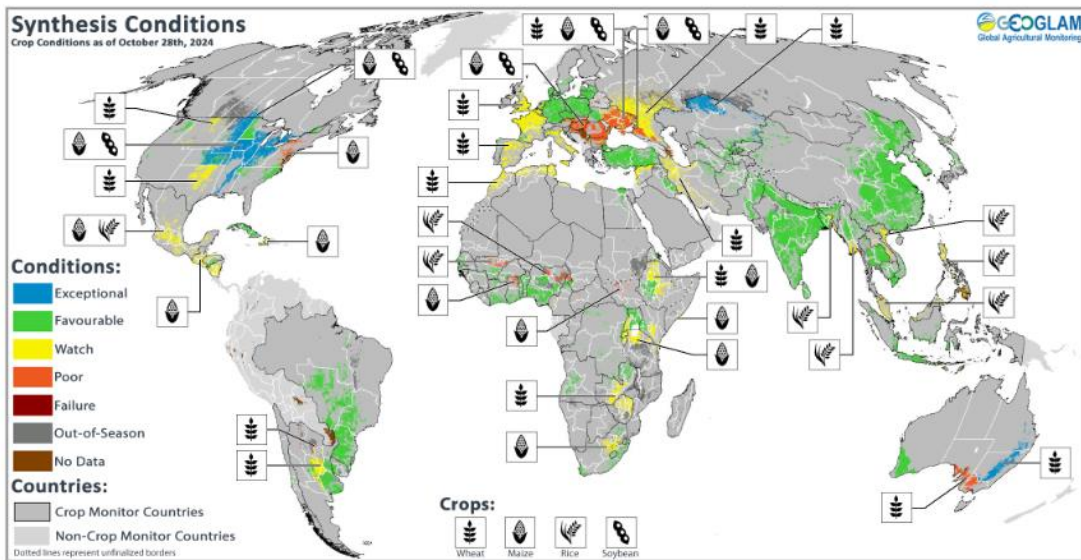 Synthesis Conditions
Crop Conditions as of October 28th, 2024
GEOGLAM
Global Agricultural Monitoring
Conditions:
Exceptional
Favourable
Watch
Poor
Failure
Out-of-Season
No Data
Countries:
Crop Monitor Countries
Non-Crop Monitor Countries
Dotted lines represent unfinalized borders
Crops:
Wheat
Maize
Rice
Soybean